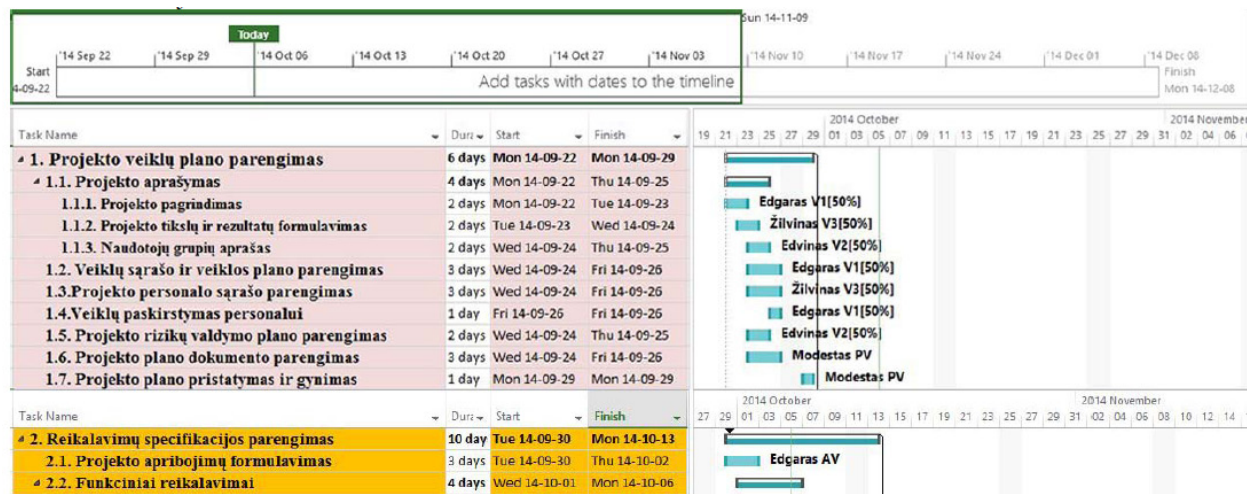 Sun 14-11-09
Today
'14 Sep 22 '14 Sep 29 '14 Oct 06 '14 Oct 13 '14 Oct 20 '14 Oct 27 '14 Nov 03 '14 Nov 10 '14 Nov 17 '14 Nov 24 '14 Dec 01 '14 Dec 08
Start Add tasks with dates to the timeline Finish
4-09-22 Mon 14-12-08
2014 October 2014 November
Task Name Dura Start Finish 19 21 23 25 27 29 01 03 05 07 09 11 13 15 17 19 21 23 25 27 29 31 02 04 06
1. Projekto veiklų plano parengimas 6 days Mon 14-09-22 Mon 14-09-29
1.1. Projekto aprašymas 4 days Mon 14-09-22 Thu 14-09-25
1.1.1. Projekto pagrindimas 2 days Mon 14-09-22 Tue 14-09-23 Edgaras V1[50%]
1.1.2. Projekto tikslų ir rezultatų formulavimas 2 days Tue 14-09-23 Wed 14-09-24 Žilvinas V3[50%]
1.1.3. Naudotojų grupių aprašas 2 days Wed 14-09-24 Thu 14-09-25 Edvinas V2[50%]
1.2. Veiklų sąrašo ir veiklos plano parengimas 3 days Wed 14-09-24 Fri 14-09-26 Edgaras V1[50%]
1.3.Projekto personalo sąrašo parengimas 3 days Wed 14-09-24 Fri 14-09-26 Žilvinas V3[50%]
1.4.Veiklų paskirstymas personalui 1 day Fri 14-09-26 Fri 14-09-26 Edgaras V1[50%]
1.5. Projekto rizikų valdymo plano parengimas 2 days Wed 14-09-24 Thu 14-09-25 Edvinas V2[50%]
1.6. Projekto plano dokumento parengimas 3 days Wed 14-09-24 Fri 14-09-26 Modestas PV
1.7. Projekto plano pristatymas ir gynimas 1 day Mon 14-09-29 Mon 14-09-29 Modestas PV
2014 October 2014 November
Task Name Dura Start Finish 27 29 01 03 05 07 09 11 13 15 17 19 21 23 25 27 29 31 02 04 06 08 10 12 14
2. Reikalavimų specifikacijos parengimas 10 day Tue 14-09-30 Mon 14-10-13
2.1. Projekto apribojimų formulavimas 3 days Tue 14-09-30 Thu 14-10-02 Edgaras AV
2.2. Funkciniai reikalavimai 4 days Wed 14-10-01 Mon 14-10-06